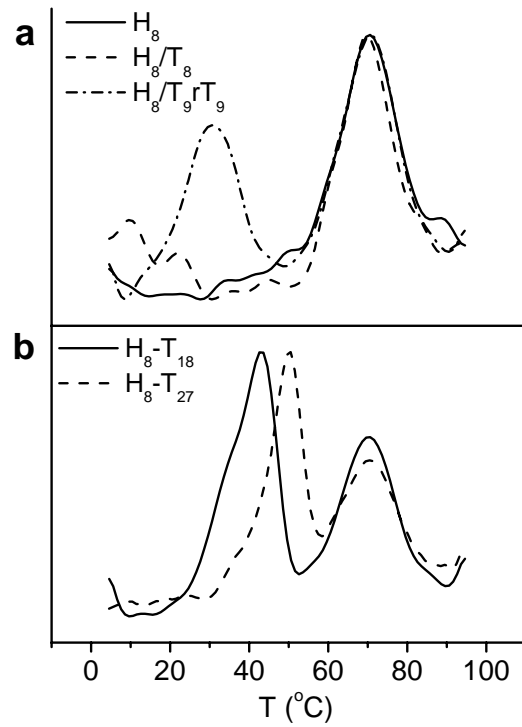 a
H₈
H₈/T₈
H₈/T₉rT₉
b
H₈-T₁₈
H₈-T₂₇
0 20 40 60 80 100
T (°C)